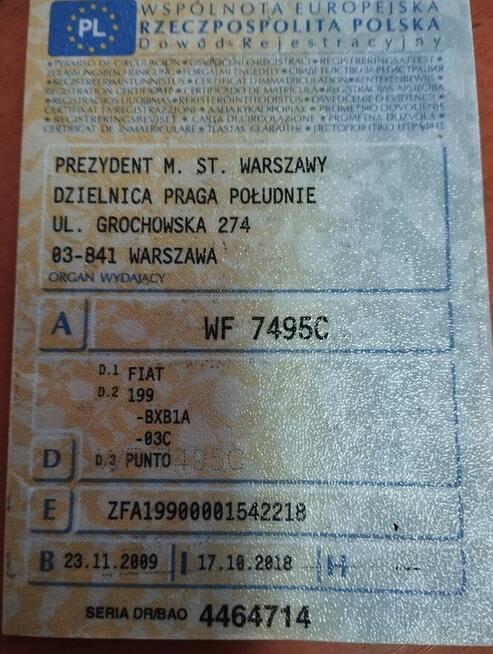 PL
WSPÓLNOTA EUROPEJSKA
RZECZPOSPOLITA POLSKA
Dowód Rejestracyjny
PREZYDENT M. ST. WARSZAWY
DZIELNICA PRAGA POŁUDNIE
UL. GROCHOWSKA 274
03-841 WARSZAWA
ORGAN WYDAJĄCY
A WF 7495C
D.1 FIAT
D.2 199
-BXB1A
-03C
D D.3 PUNTO
E ZFA19900001542218
B 23.11.2009 I 17.10.2018 H ---
SERIA DR/BAO 4464714